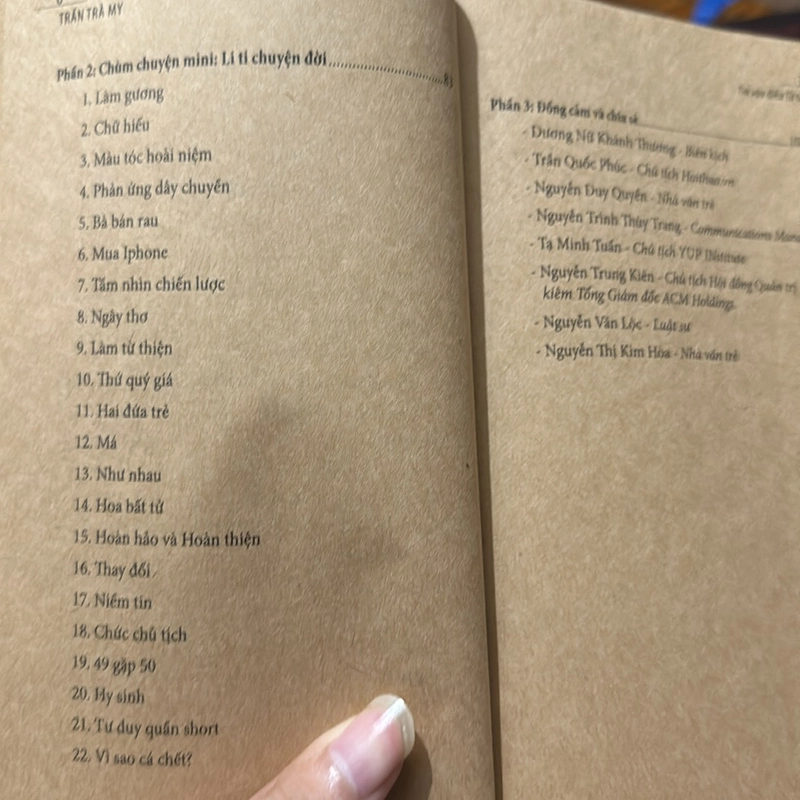 TRẦN TRÀ MY
Phần 2: Chùm chuyện mini: Li ti chuyện đời
1. Làm gương
2. Chữ hiếu
3. Màu tóc hoài niệm
4. Phản ứng dây chuyền
5. Bà bán rau
6. Mua Iphone
7. Tầm nhìn chiến lược
8. Ngây thơ
9. Làm từ thiện
10. Thứ quý giá
11. Hai đứa trẻ
12. Má
13. Như nhau
14. Hoa bất tử
15. Hoàn hảo và Hoàn thiện
16. Thay đổi
17. Niềm tin
18. Chức chủ tịch
19. 49 gặp 50
20. Hy sinh
21. Tư duy quần short
22. Vì sao cá chết?
Phần 3: Đồng cảm và chia sẻ
- Dương Nữ Khánh Thương - Biên kịch
- Trần Quốc Phúc - Chủ tịch
- Nguyễn Duy Quyền - Nhà văn trẻ
- Nguyễn Trình Thùy Trang - Communications
- Tạ Minh Tuấn - Chủ tịch YUP Institute
- Nguyễn Trung Kiên - Chủ tịch Hội đồng Quản trị
kiêm Tổng Giám đốc ACM Holdings.
- Nguyễn Văn Lộc - Luật sư
- Nguyễn Thị Kim Hòa - Nhà văn trẻ